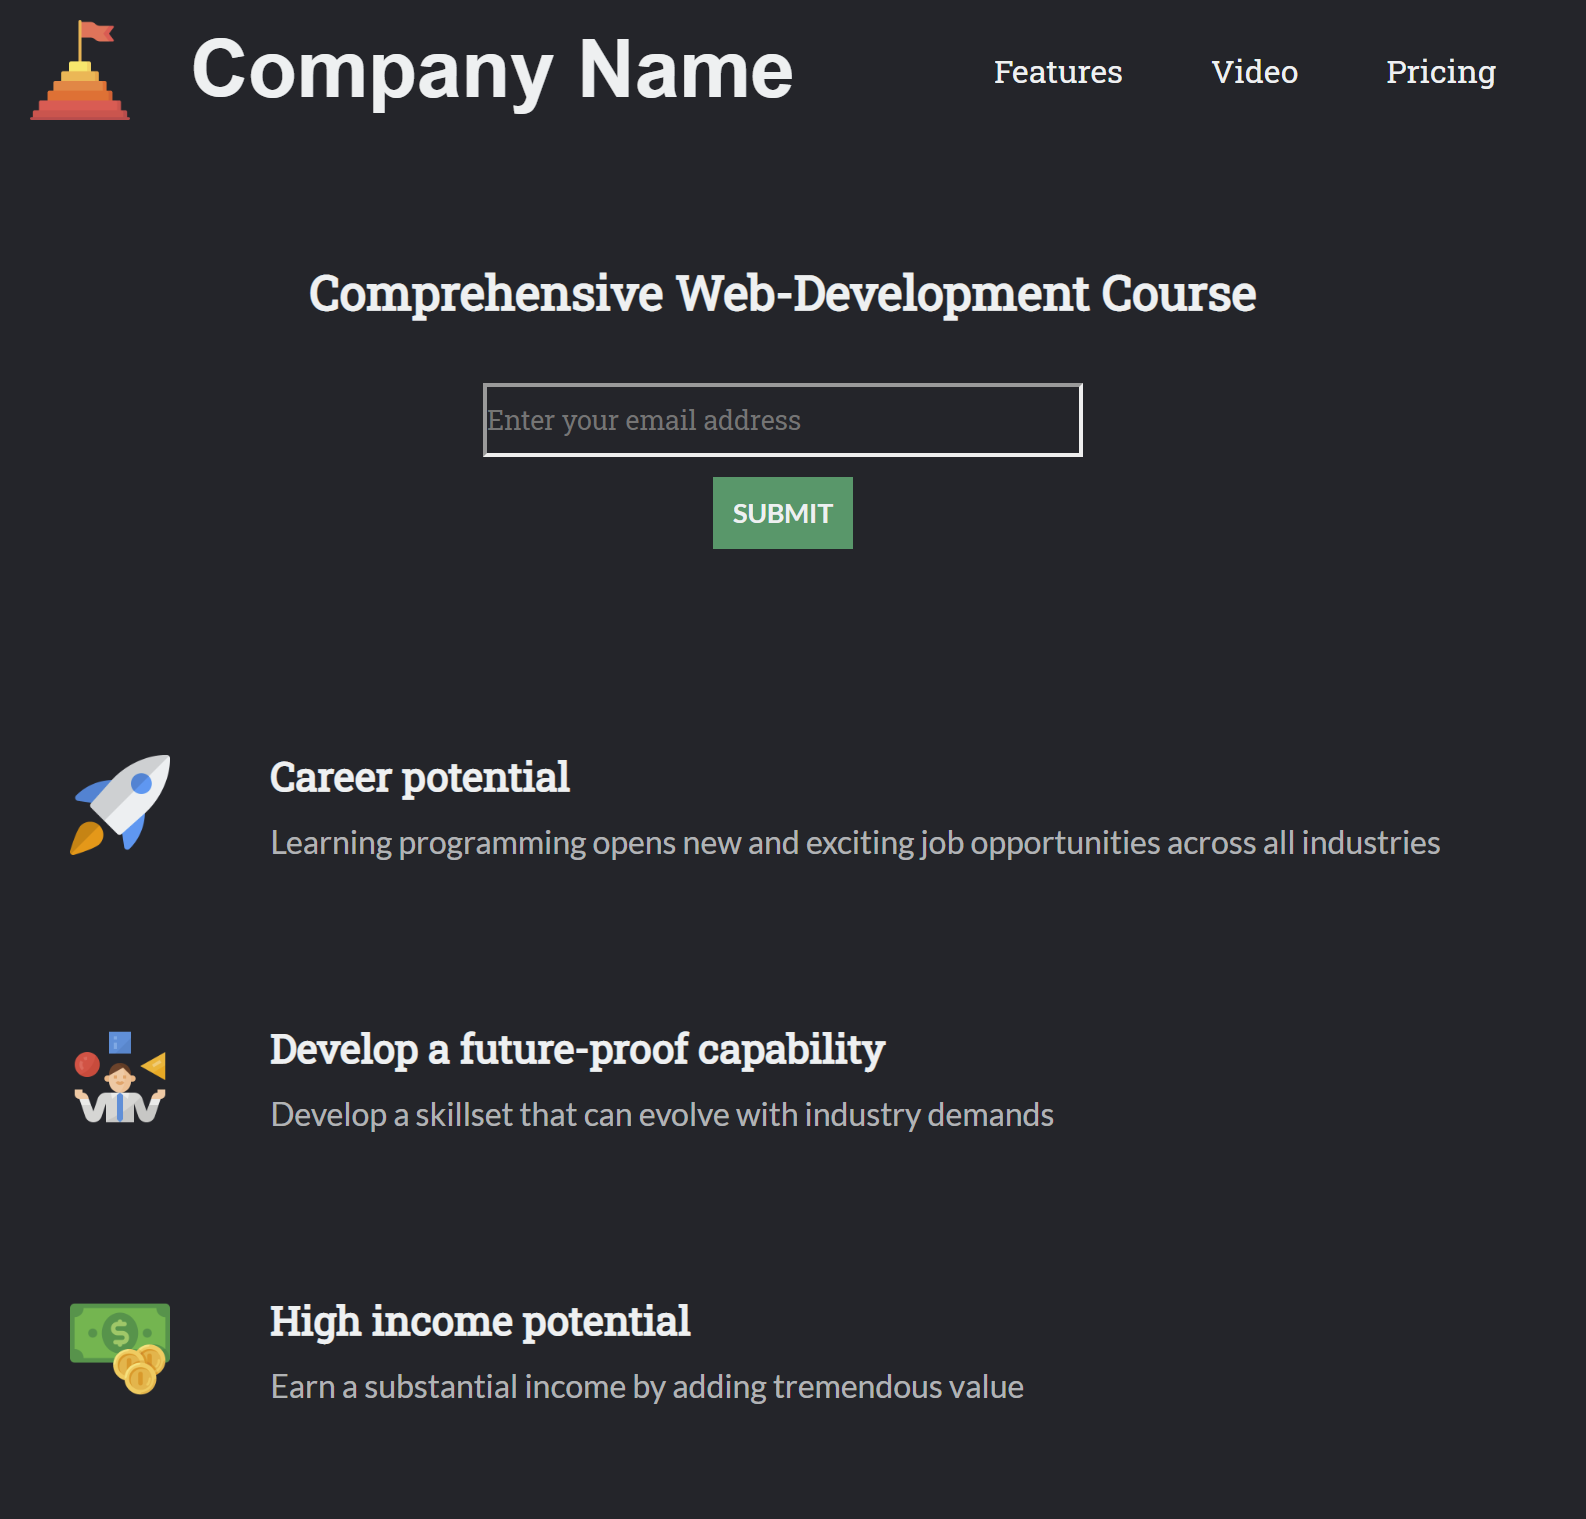 Company Name
Features Video Pricing
Comprehensive Web-Development Course
Enter your email address
SUBMIT
Career potential
Learning programming opens new and exciting job opportunities across all industries
Develop a future-proof capability
Develop a skillset that can evolve with industry demands
$
High income potential
Earn a substantial income by adding tremendous value